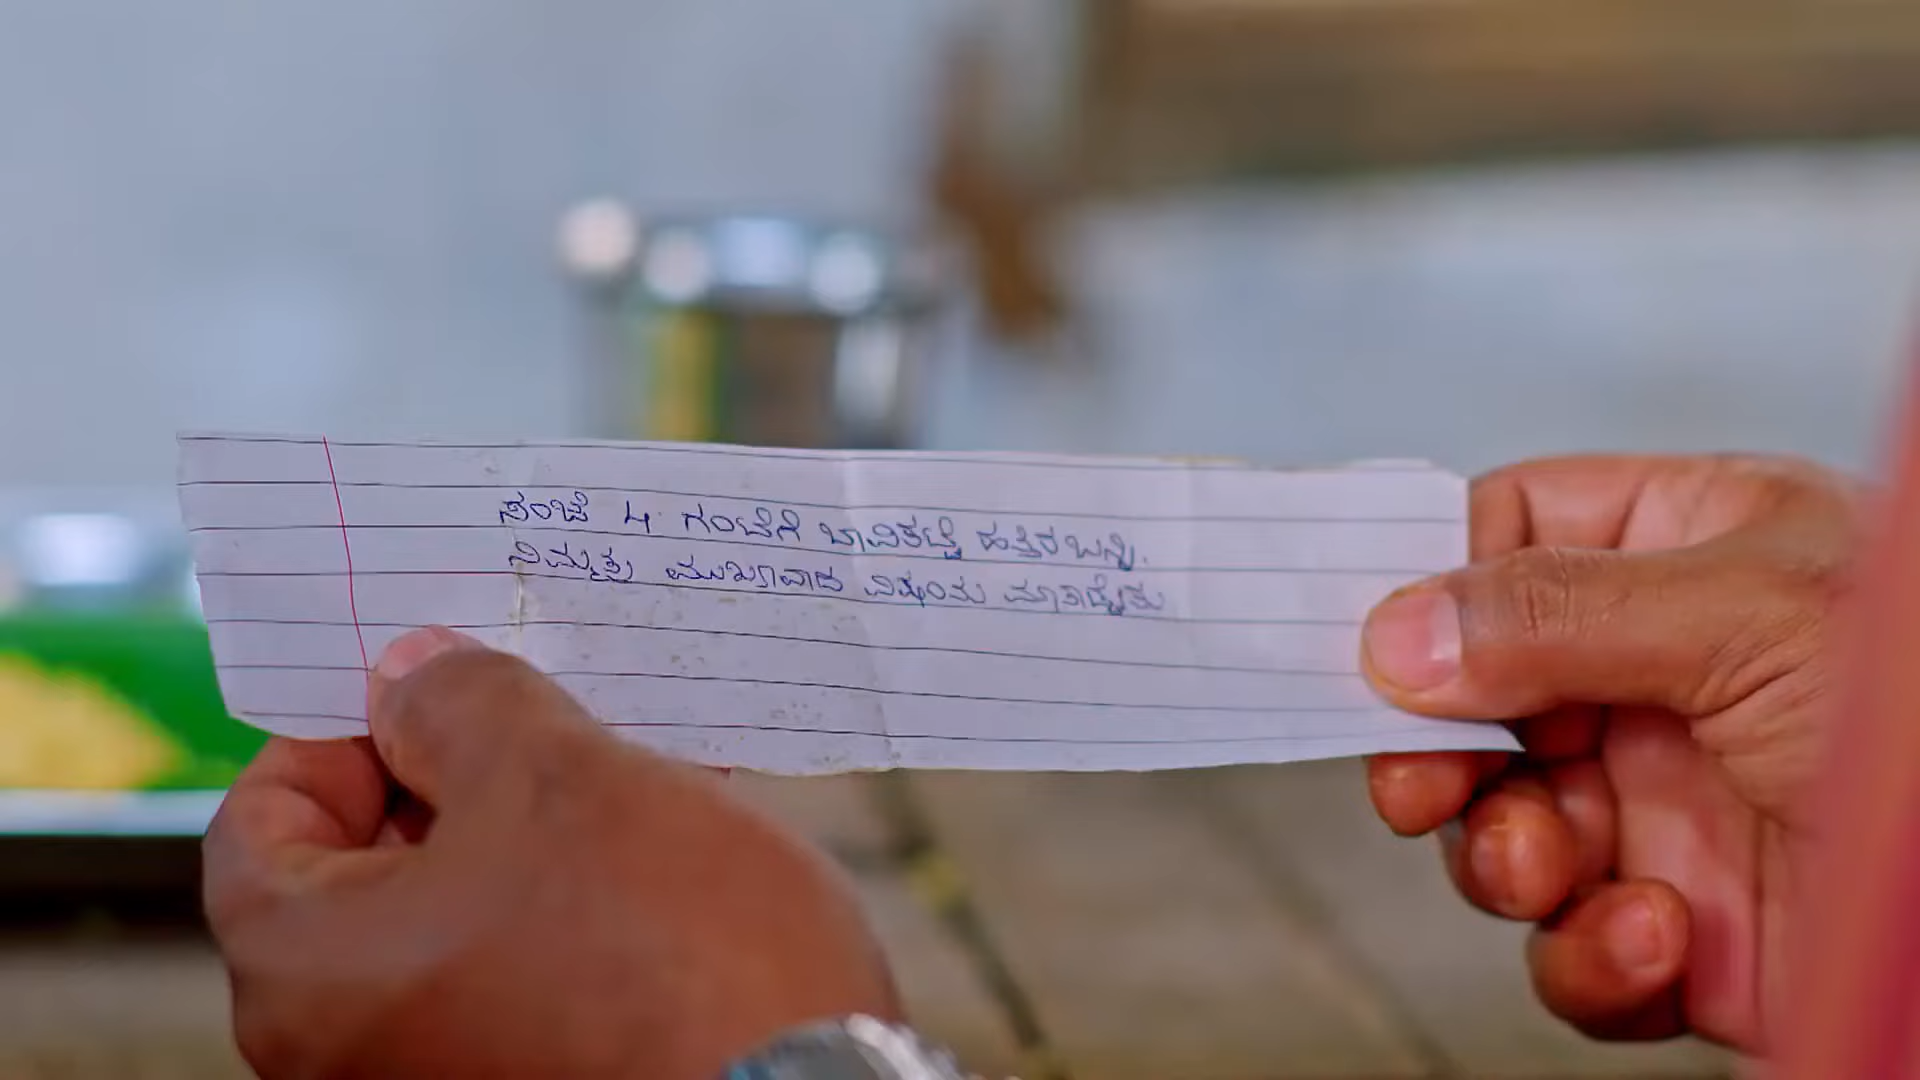 ಸಂಜೆ 4 ಗಂಟೆಗೆ ಬಾವಿಕಟ್ಟೆ ಹತ್ತಿರ ಬನ್ನಿ.
ನಿಮ್ಮತ್ರ ಮುಖ್ಯವಾದ ವಿಷಯ ಮಾತಾಡ್ಬೇಕು